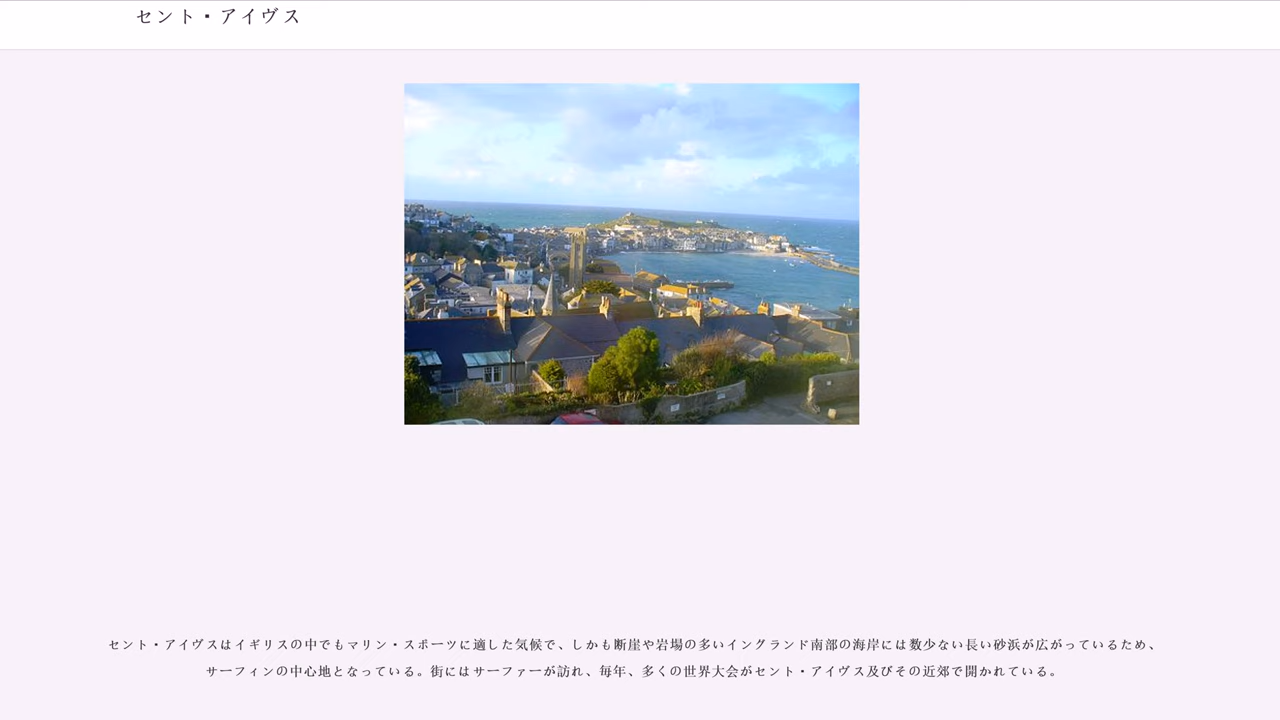 セント・アイヴス
セント・アイヴスはイギリスの中でもマリン・スポーツに適した気候で、しかも断崖や岩場の多いイングランド南部の海岸には数少ない長い砂浜が広がっているため、
サーフィンの中心地となっている。街にはサーファーが訪れ、毎年、多くの世界大会がセント・アイヴス及びその近郊で開かれている。